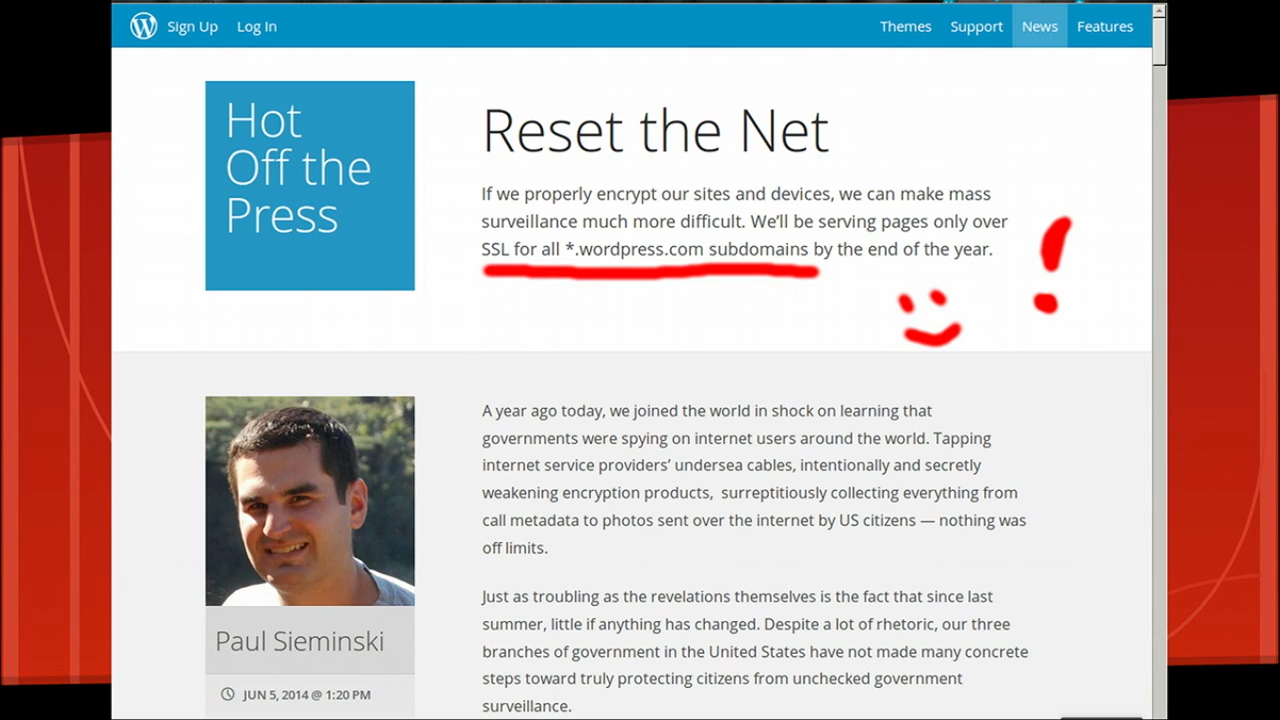 Sign Up Log In Themes Support News Features
Hot
Off the
Press
Reset the Net
If we properly encrypt our sites and devices, we can make mass
surveillance much more difficult. We’ll be serving pages only over
SSL for all *.wordpress.com subdomains by the end of the year.
!
Paul Sieminski
JUN 5, 2014 @ 1:20 PM
A year ago today, we joined the world in shock on learning that
governments were spying on internet users around the world. Tapping
internet service providers’ undersea cables, intentionally and secretly
weakening encryption products, surreptitiously collecting everything from
call metadata to photos sent over the internet by US citizens — nothing was
off limits.
Just as troubling as the revelations themselves is the fact that since last
summer, little if anything has changed. Despite a lot of rhetoric, our three
branches of government in the United States have not made many concrete
steps toward truly protecting citizens from unchecked government
surveillance.